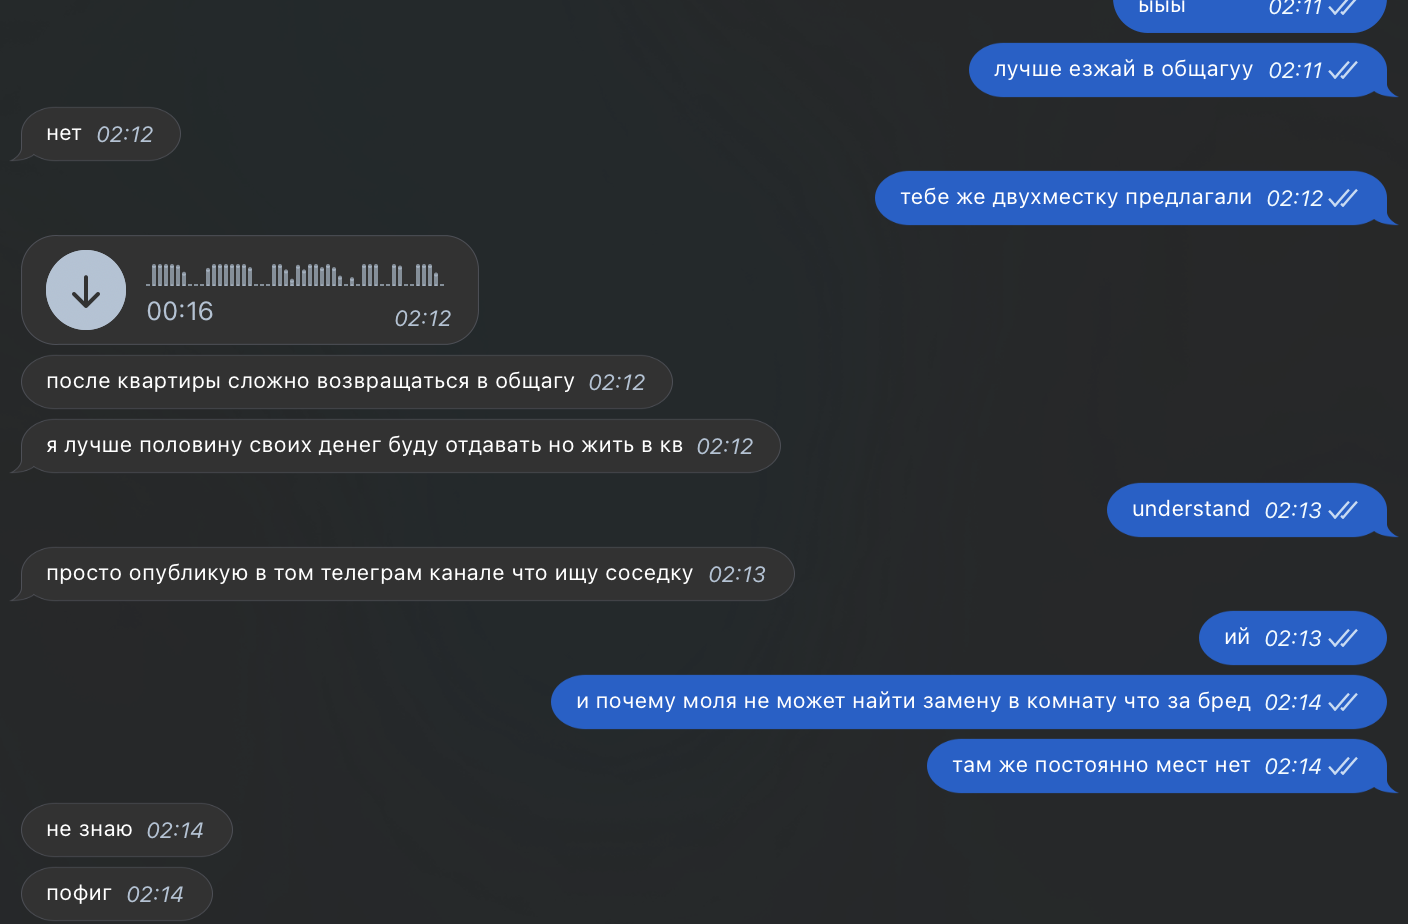 ыыы 02:11
лучше езжай в общагуу 02:11
нет 02:12
тебе же двухместку предлагали 02:12
00:16 02:12
после квартиры сложно возвращаться в общагу 02:12
я лучше половину своих денег буду отдавать но жить в кв 02:12
understand 02:13
просто опубликую в том телеграм канале что ищу соседку 02:13
ий 02:13
и почему моля не может найти замену в комнату что за бред 02:14
там же постоянно мест нет 02:14
не знаю 02:14
пофиг 02:14